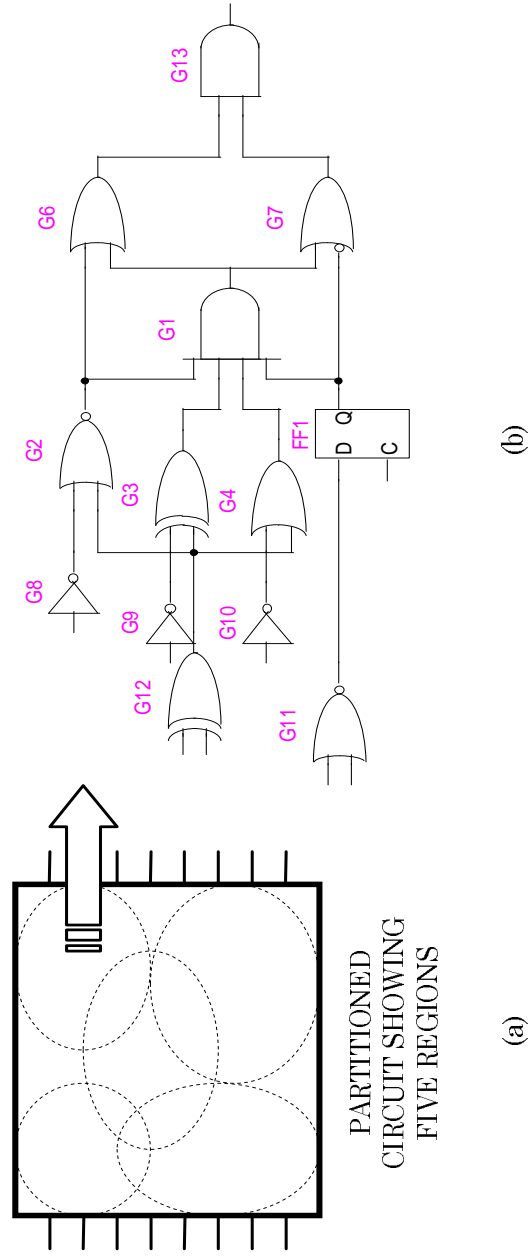 G8
G2
G6
G9
G3
G12
G10
G4
G1
G13
G11
FF1
D
Q
C
G7
PARTITIONED
CIRCUIT SHOWING
FIVE REGIONS
(a)
(b)